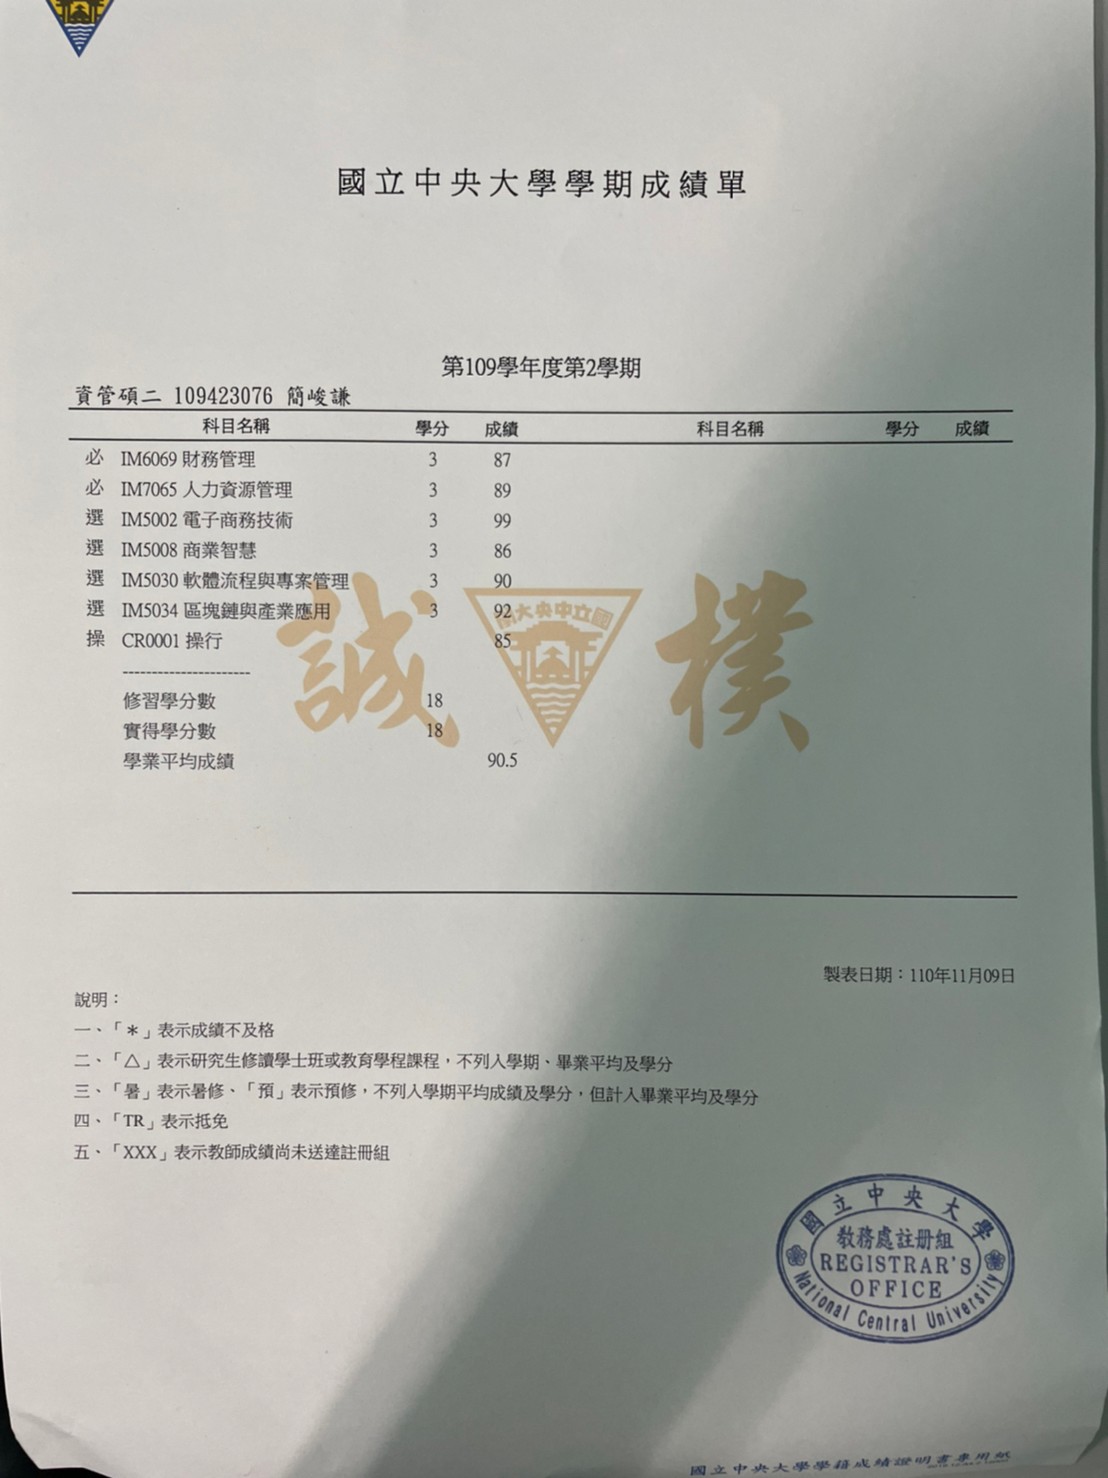 國立中央大學學期成績單
第109學年度第2學期
資管碩二 109423076 簡峻謙
科目名稱 學分 成績 科目名稱 學分 成績
必 IM6069 財務管理 3 87
必 IM7065 人力資源管理 3 89
選 IM5002 電子商務技術 3 99
選 IM5008 商業智慧 3 86
選 IM5030 軟體流程與專案管理 3 90
選 IM5034 區塊鏈與產業應用 3 92
操 CR0001 操行 85
----------------------
修習學分數 18
實得學分數 18
學業平均成績 90.5
誠 國立中央大學 樸
製表日期：110年11月09日
說明：
一、「＊」表示成績不及格
二、「△」表示研究生修讀學士班或教育學程課程，不列入學期、畢業平均及學分
三、「暑」表示暑修、「預」表示預修，不列入學期平均成績及學分，但計入畢業平均及學分
四、「TR」表示抵免
五、「XXX」表示教師成績尚未送達註冊組
國立中央大學
教務處註册組
REGISTRAR'S
OFFICE
National Central University
國立中央大學學籍成績證明書專用紙